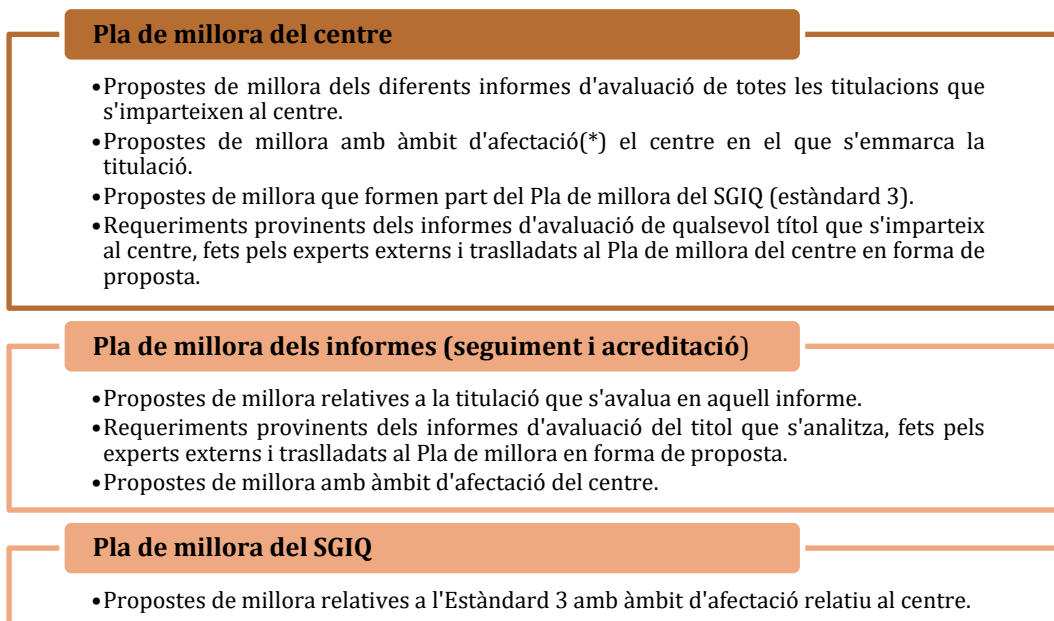 Pla de millora del centre
•Propostes de millora dels diferents informes d'avaluació de totes les titulacions que
s'imparteixen al centre.
•Propostes de millora amb àmbit d'afectació(*) el centre en el que s'emmarca la
titulació.
•Propostes de millora que formen part del Pla de millora del SGIQ (estàndard 3).
•Requeriments provinents dels informes d'avaluació de qualsevol títol que s'imparteix
al centre, fets pels experts externs i traslladats al Pla de millora del centre en forma de
proposta.
Pla de millora dels informes (seguiment i acreditació)
•Propostes de millora relatives a la titulació que s'avalua en aquell informe.
•Requeriments provinents dels informes d'avaluació del titol que s'analitza, fets pels
experts externs i traslladats al Pla de millora en forma de proposta.
•Propostes de millora amb àmbit d'afectació del centre.
Pla de millora del SGIQ
•Propostes de millora relatives a l'Estàndard 3 amb àmbit d'afectació relatiu al centre.